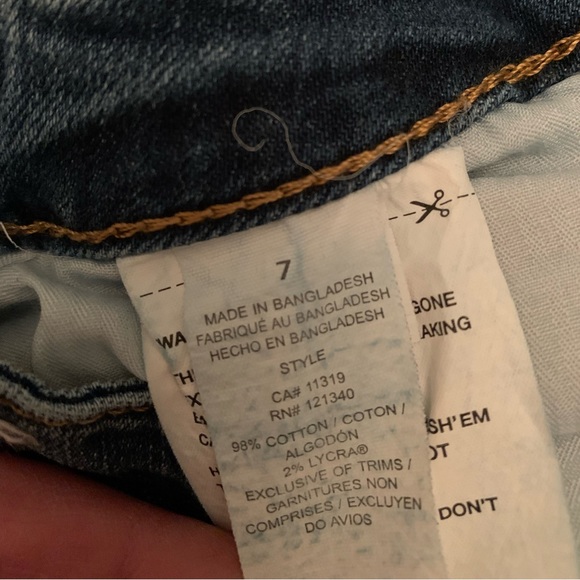 7
MADE IN BANGLADESH
FABRIQUÉ AU BANGLADESH
HECHO EN BANGLADESH
STYLE
CA# 11319
RN# 121340
98% COTTON / COTON /
ALGODÓN
2% LYCRA®
EXCLUSIVE OF TRIMS /
GARNITURES NON
COMPRISES / EXCLUYEN
DO AVIOS
WA
GONE
AKING
SH' EM
OT
DON'T